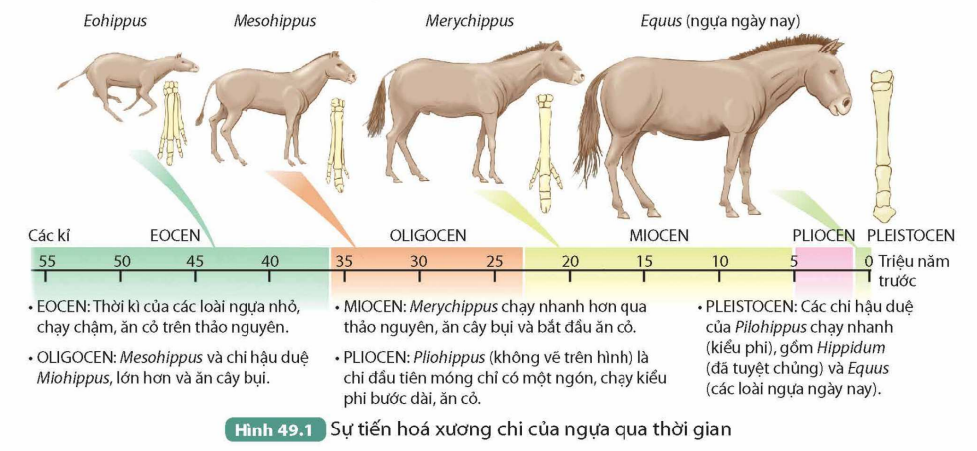 Eohippus
Mesohippus
Merychippus
Equus (ngựa ngày nay)
Các kỉ
EOCEN
OLIGOCEN
MIOCEN
PLIOCEN
PLEISTOCEN
55 50 45 40 35 30 25 20 15 10 5 0 Triệu năm
trước
• EOCEN: Thời kì của các loài ngựa nhỏ,
chạy chậm, ăn cỏ trên thảo nguyên.
• OLIGOCEN: Mesohippus và chi hậu duệ
Miohippus, lớn hơn và ăn cây bụi.
• MIOCEN: Merychippus chạy nhanh hơn qua
thảo nguyên, ăn cây bụi và bắt đầu ăn cỏ.
• PLIOCEN: Pliohippus (không vẽ trên hình) là
chi đầu tiên móng chỉ có một ngón, chạy kiểu
phi bước dài, ăn cỏ.
• PLEISTOCEN: Các chi hậu duệ
của Pilohippus chạy nhanh
(kiểu phi), gồm Hippidum
(đã tuyệt chủng) và Equus
(các loài ngựa ngày nay).
Hình 49.1 Sự tiến hoá xương chi của ngựa qua thời gian